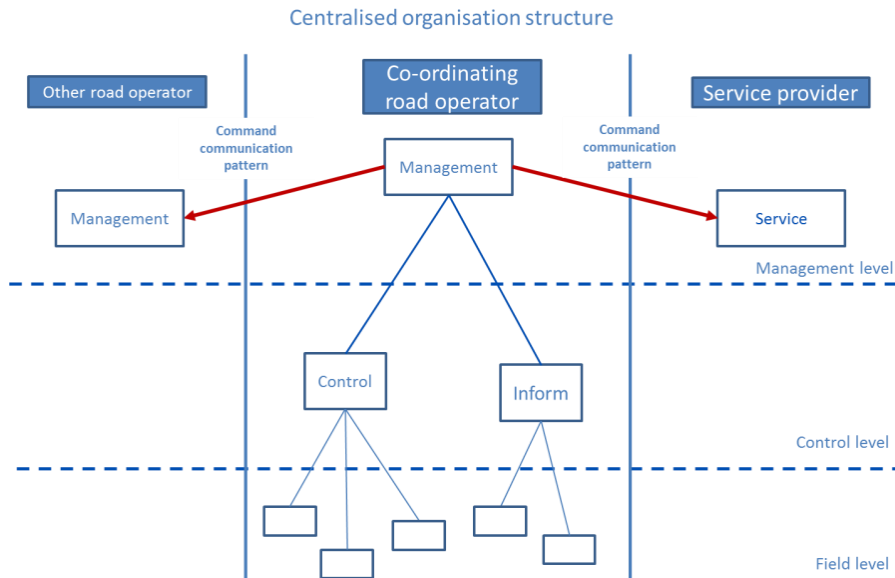 Centralised organisation structure
Other road operator
Co-ordinating
road operator
Service provider
Command
communication
pattern
Command
communication
pattern
Management
Management
Service
Management level
Control
Inform
Control level
Field level